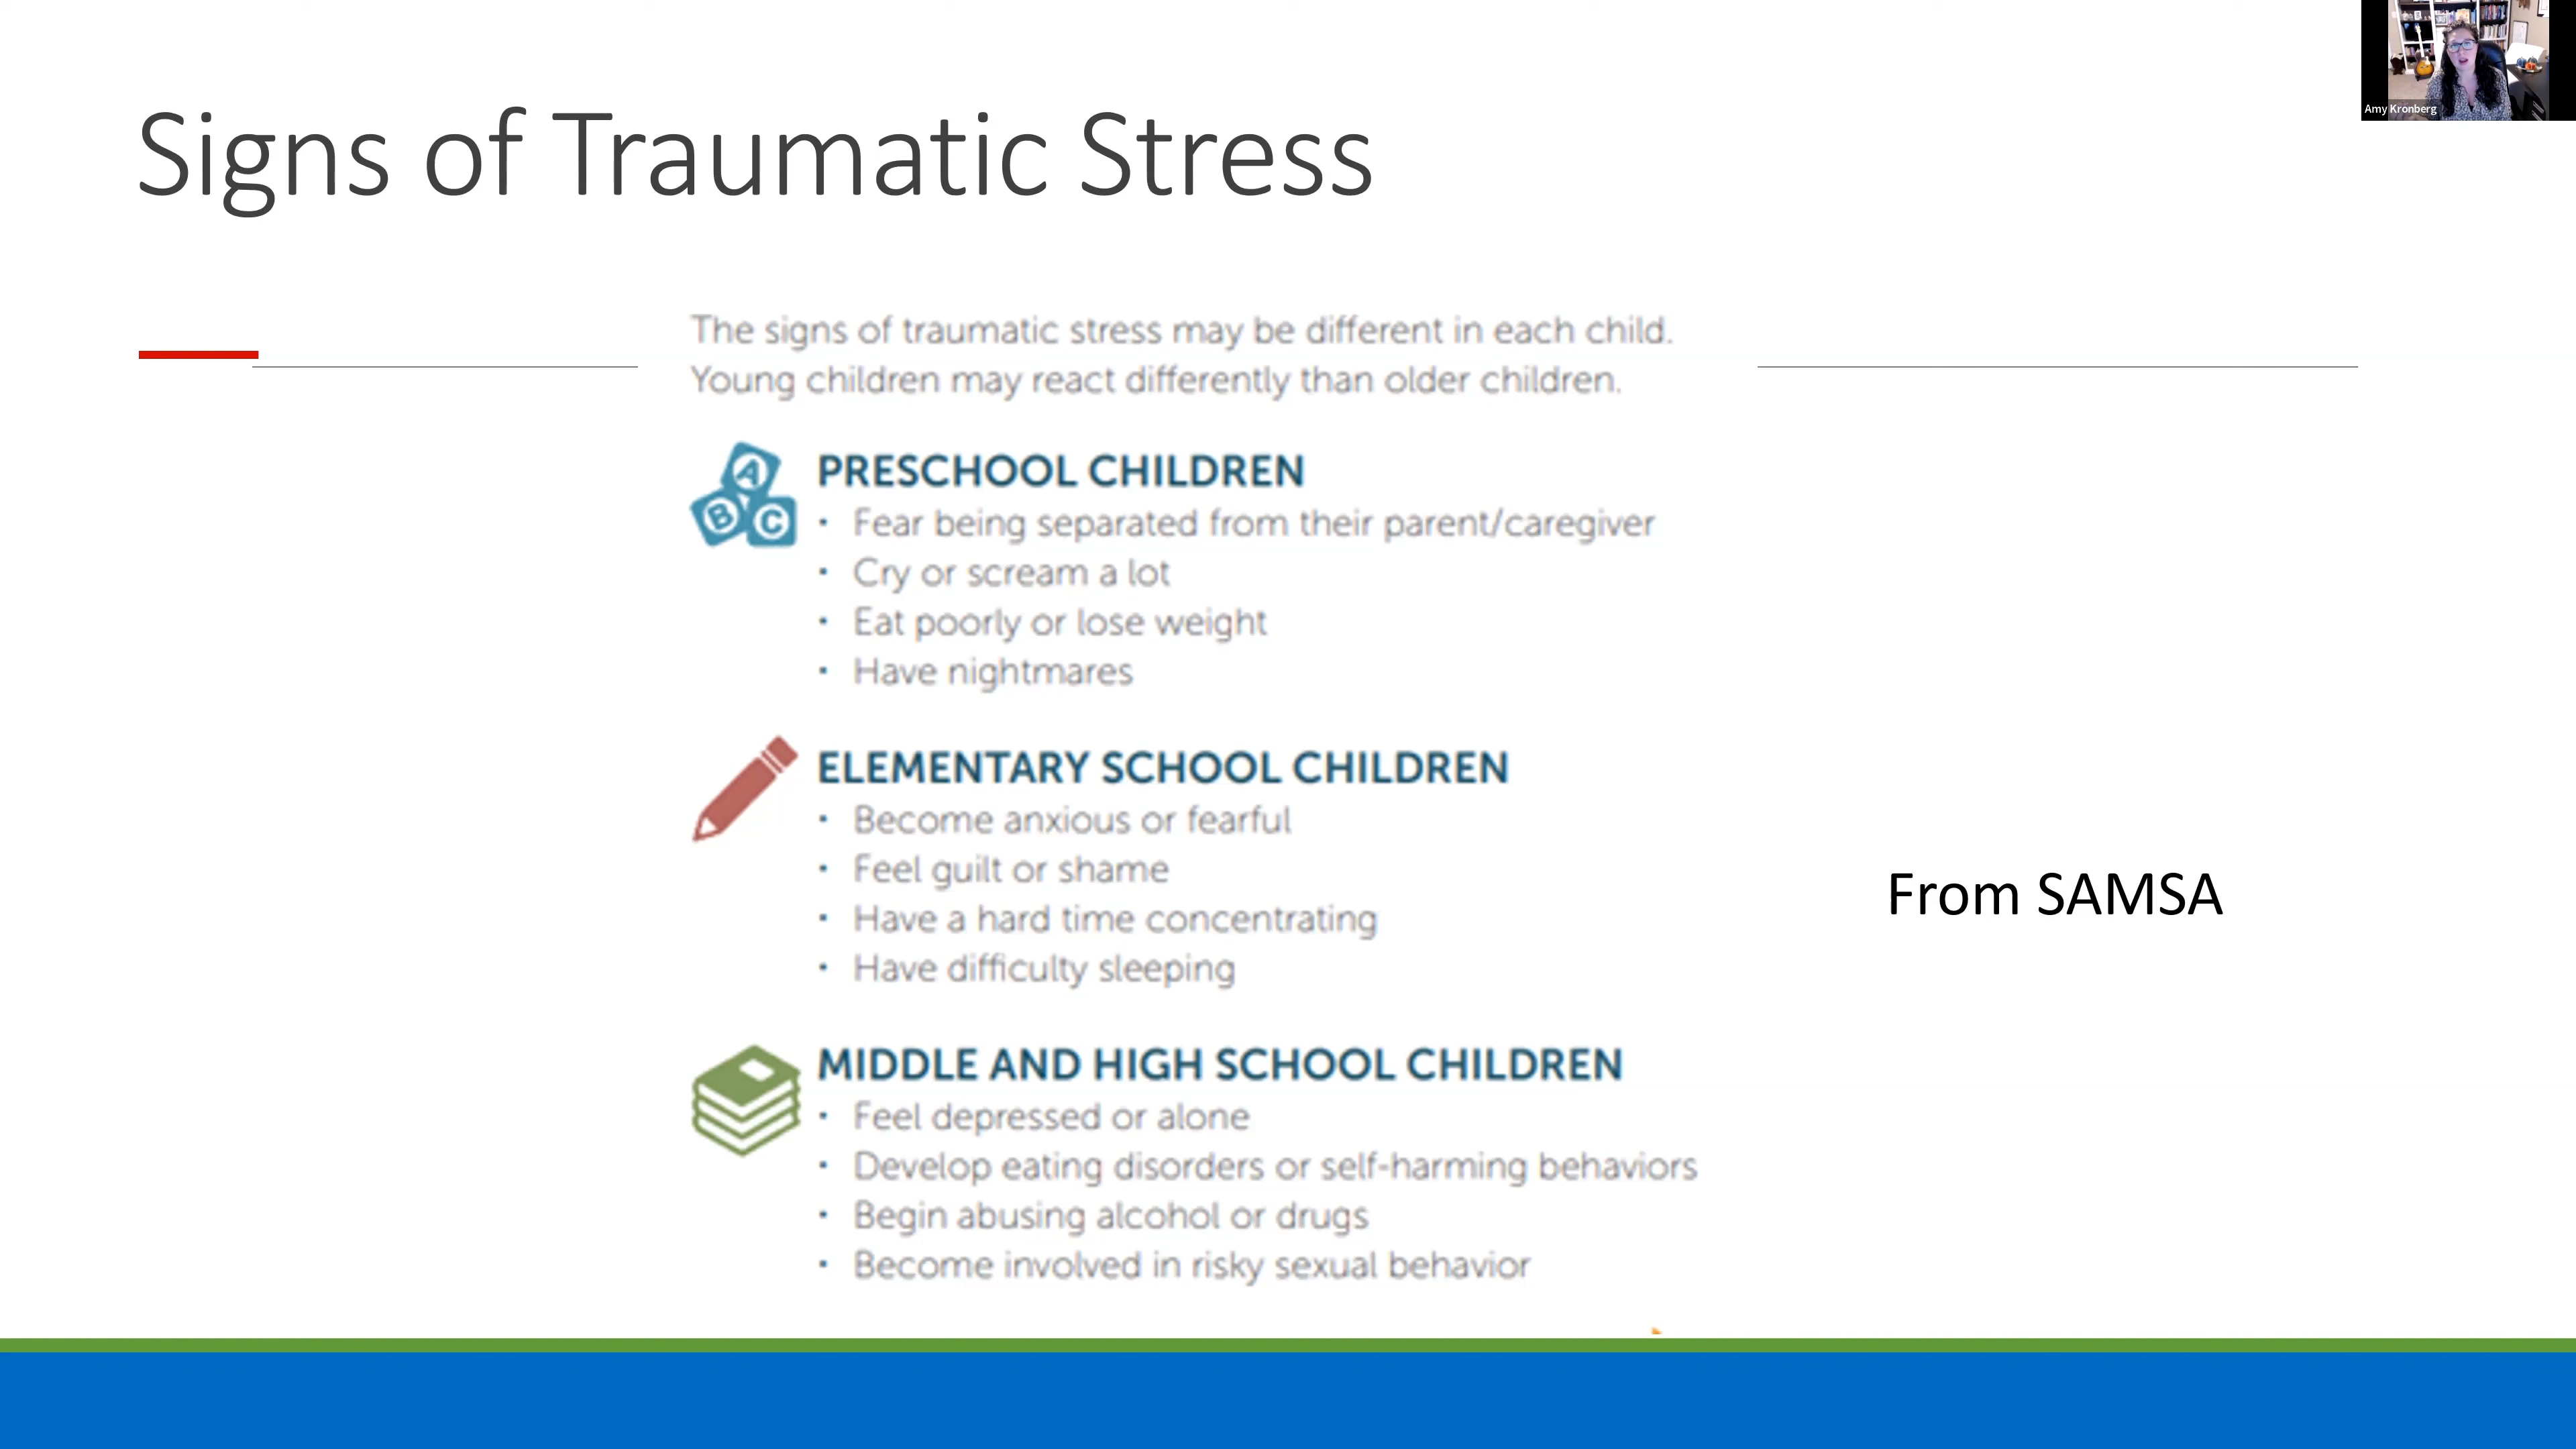 Amy Kronberg
Signs of Traumatic Stress
The signs of traumatic stress may be different in each child.
Young children may react differently than older children.
A
B C
PRESCHOOL CHILDREN
• Fear being separated from their parent/caregiver
• Cry or scream a lot
• Eat poorly or lose weight
• Have nightmares
ELEMENTARY SCHOOL CHILDREN
• Become anxious or fearful
• Feel guilt or shame
• Have a hard time concentrating
• Have difficulty sleeping
From SAMSA
MIDDLE AND HIGH SCHOOL CHILDREN
• Feel depressed or alone
• Develop eating disorders or self-harming behaviors
• Begin abusing alcohol or drugs
• Become involved in risky sexual behavior